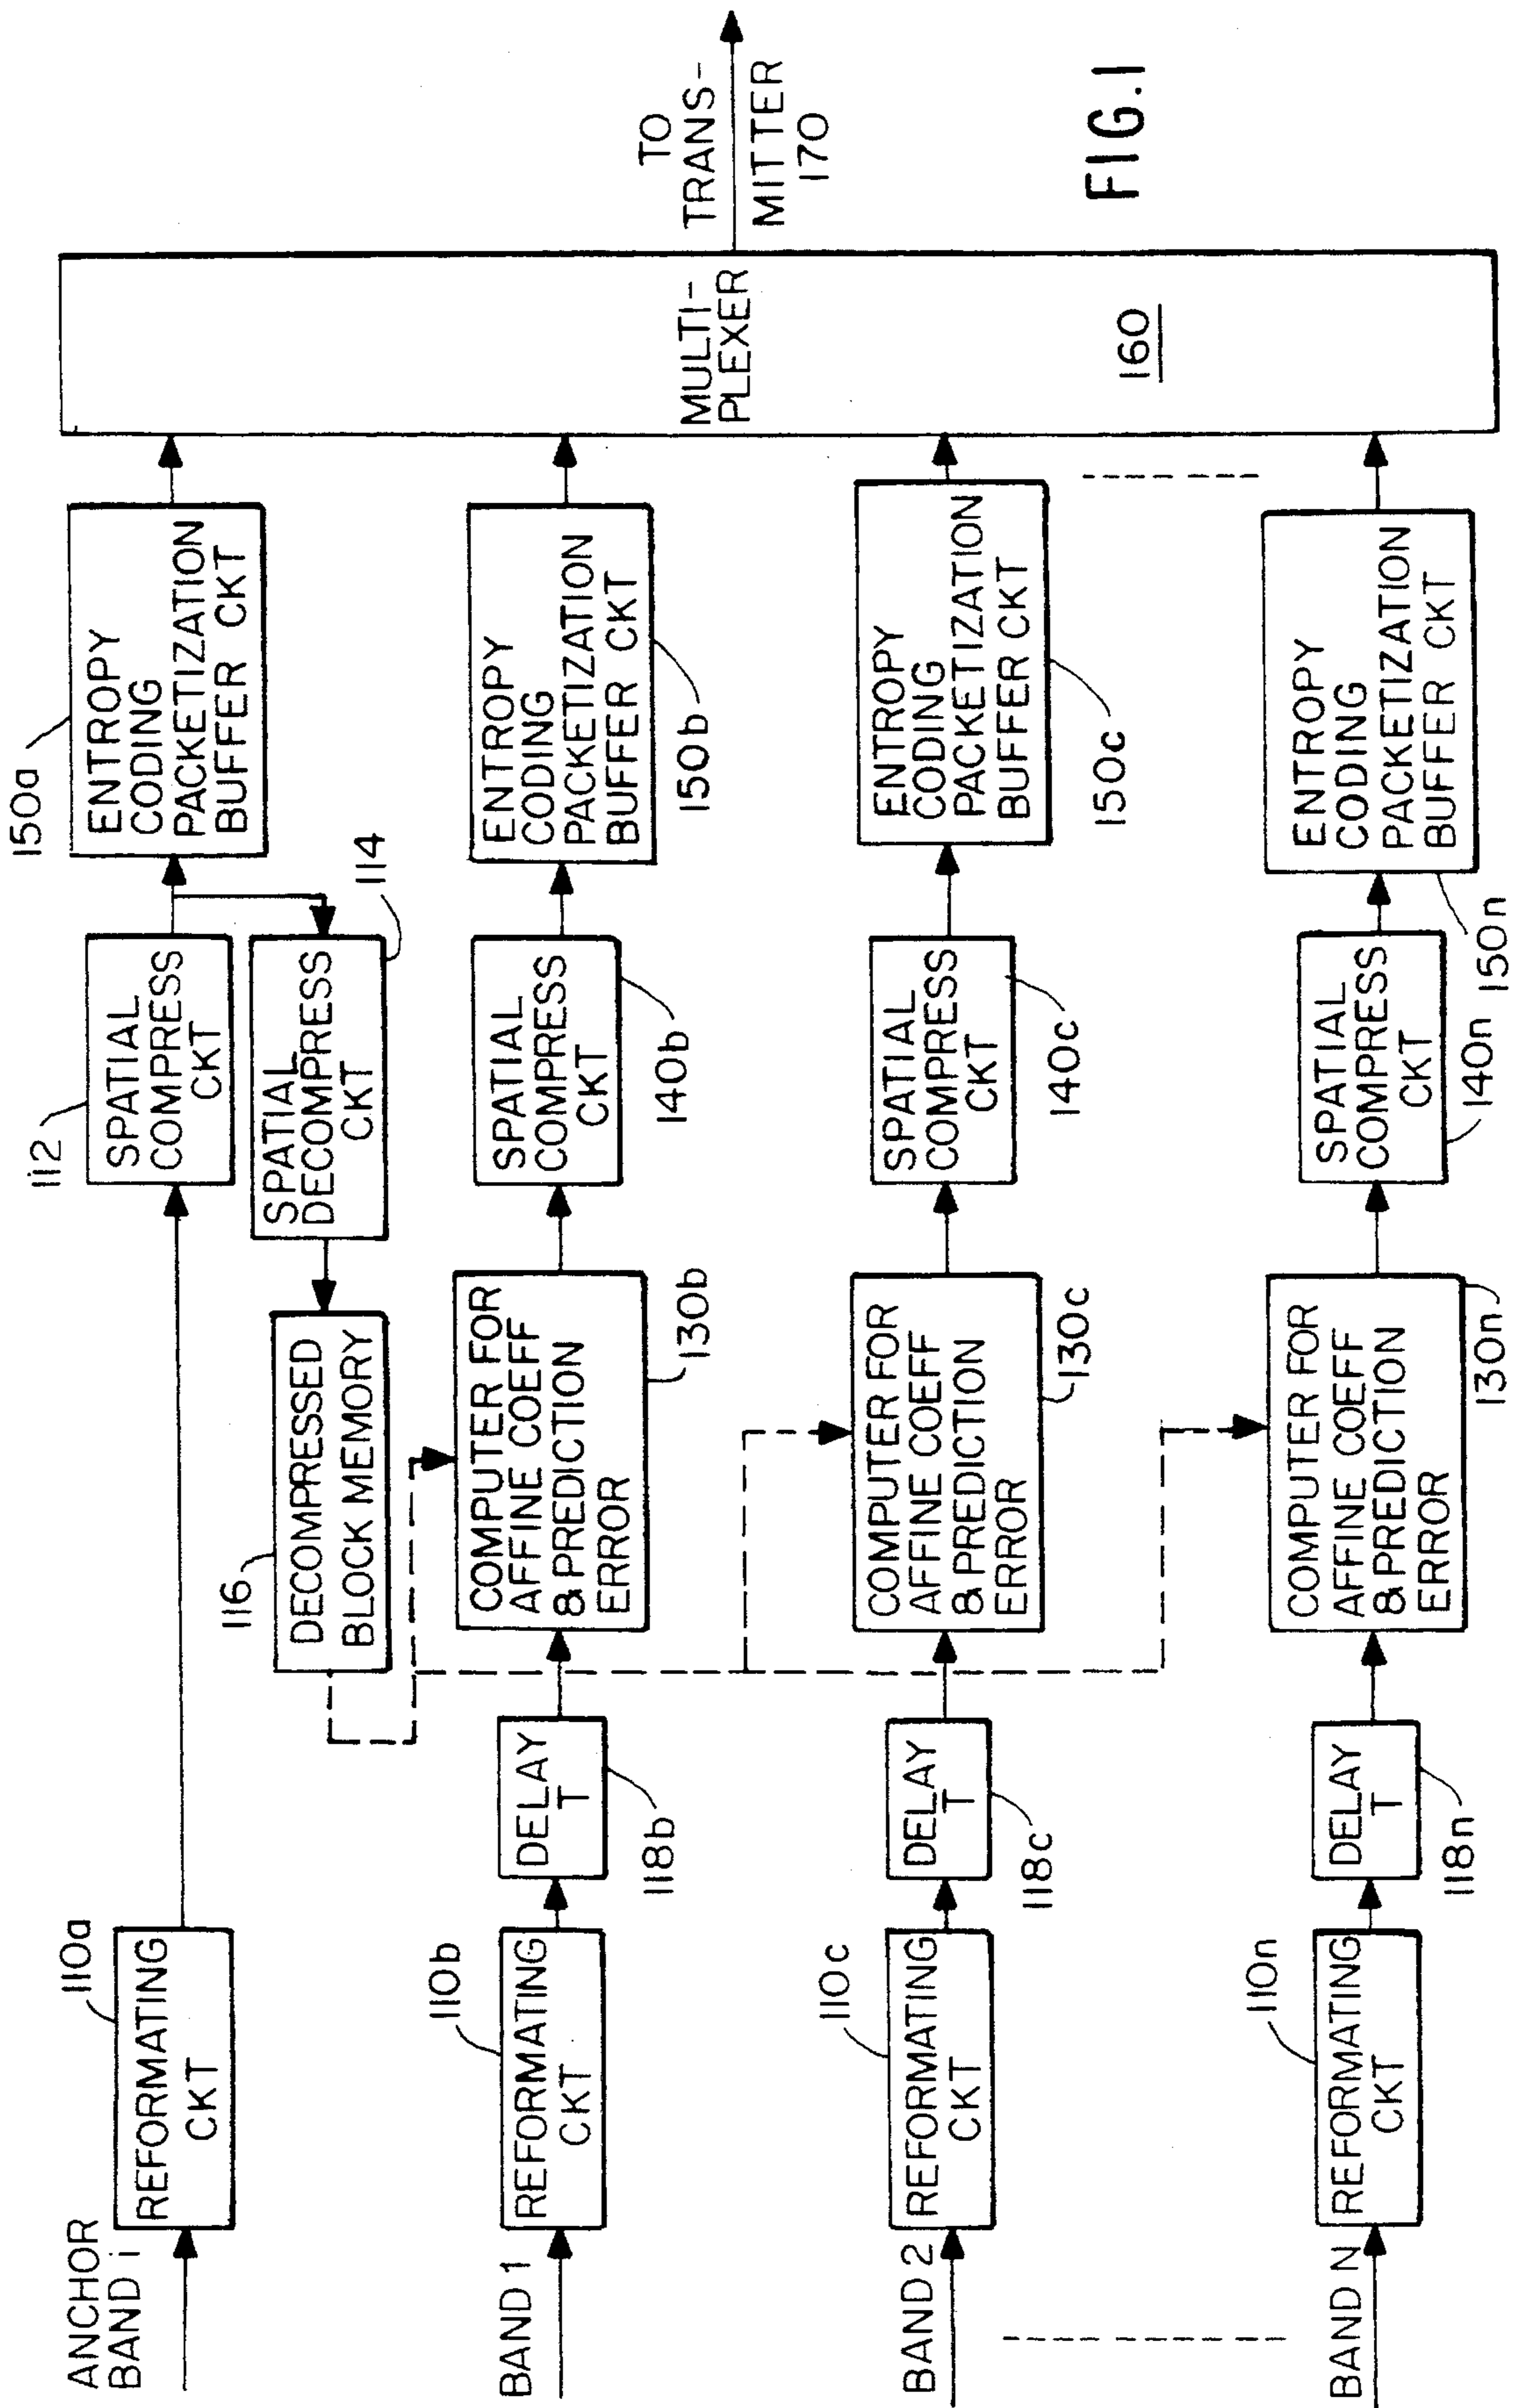 ANCHOR
BAND i
110a
REFORMATING
CKT
112
SPATIAL
COMPRESS
CKT
150a
ENTROPY
CODING
PACKETIZATION
BUFFER CKT
114
SPATIAL
DECOMPRESS
CKT
116
DECOMPRESSED
BLOCK MEMORY
BAND 1
110b
REFORMATING
CKT
DELAY
T
118b
COMPUTER FOR
AFFINE COEFF
& PREDICTION
ERROR
130b
SPATIAL
COMPRESS
CKT
140b
ENTROPY
CODING
PACKETIZATION
BUFFER CKT
150b
BAND 2
110c
REFORMATING
CKT
DELAY
T
118c
COMPUTER FOR
AFFINE COEFF
& PREDICTION
ERROR
130c
SPATIAL
COMPRESS
CKT
140c
ENTROPY
CODING
PACKETIZATION
BUFFER CKT
150c
BAND N
110n
REFORMATING
CKT
DELAY
T
118n
COMPUTER FOR
AFFINE COEFF
& PREDICTION
ERROR
130n
SPATIAL
COMPRESS
CKT
140n
ENTROPY
CODING
PACKETIZATION
BUFFER CKT
150n
MULTI-
PLEXER
160
TO
TRANS-
MITTER
170
FIG.1